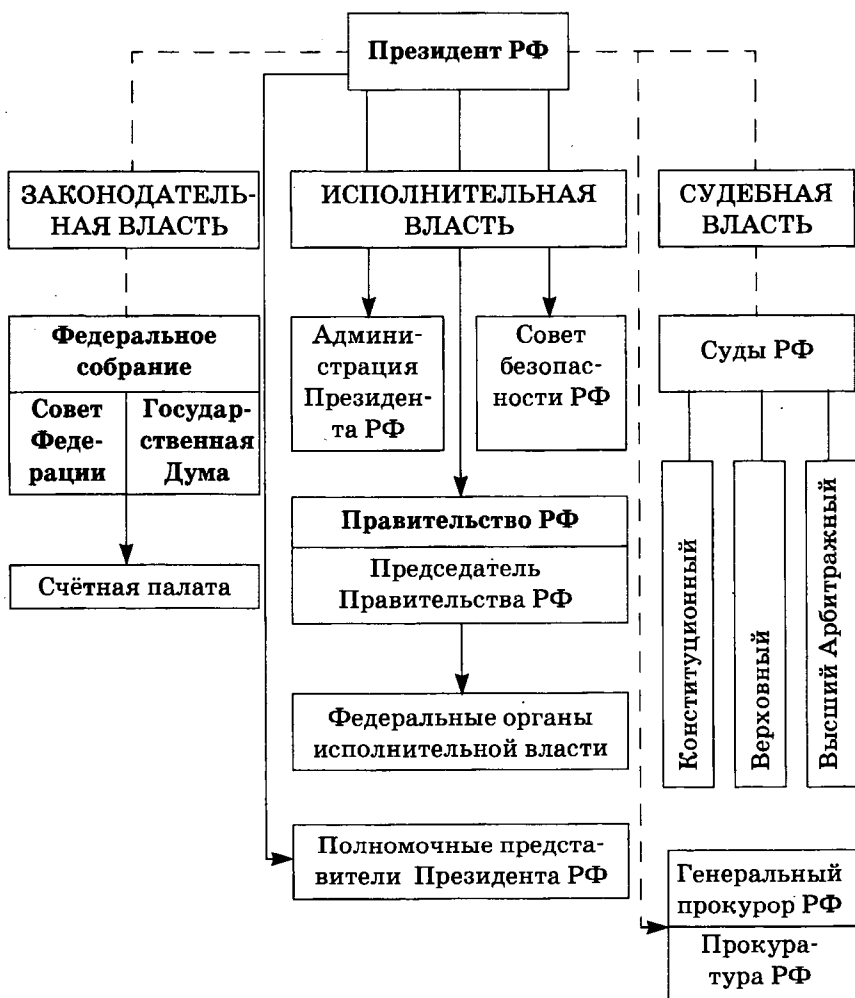 Президент РФ
ЗАКОНОДАТЕЛЬ-
НАЯ ВЛАСТЬ
ИСПОЛНИТЕЛЬНАЯ
ВЛАСТЬ
СУДЕБНАЯ
ВЛАСТЬ
Федеральное
собрание
Совет
Феде-
рации
Государ-
ственная
Дума
Счётная палата
Админи-
страция
Президен-
та РФ
Совет
безопас-
ности РФ
Правительство РФ
Председатель
Правительства РФ
Федеральные органы
исполнительной власти
Полномочные предста-
вители Президента РФ
Суды РФ
Конституционный
Верховный
Высший Арбитражный
Генеральный
прокурор РФ
Прокура-
тура РФ